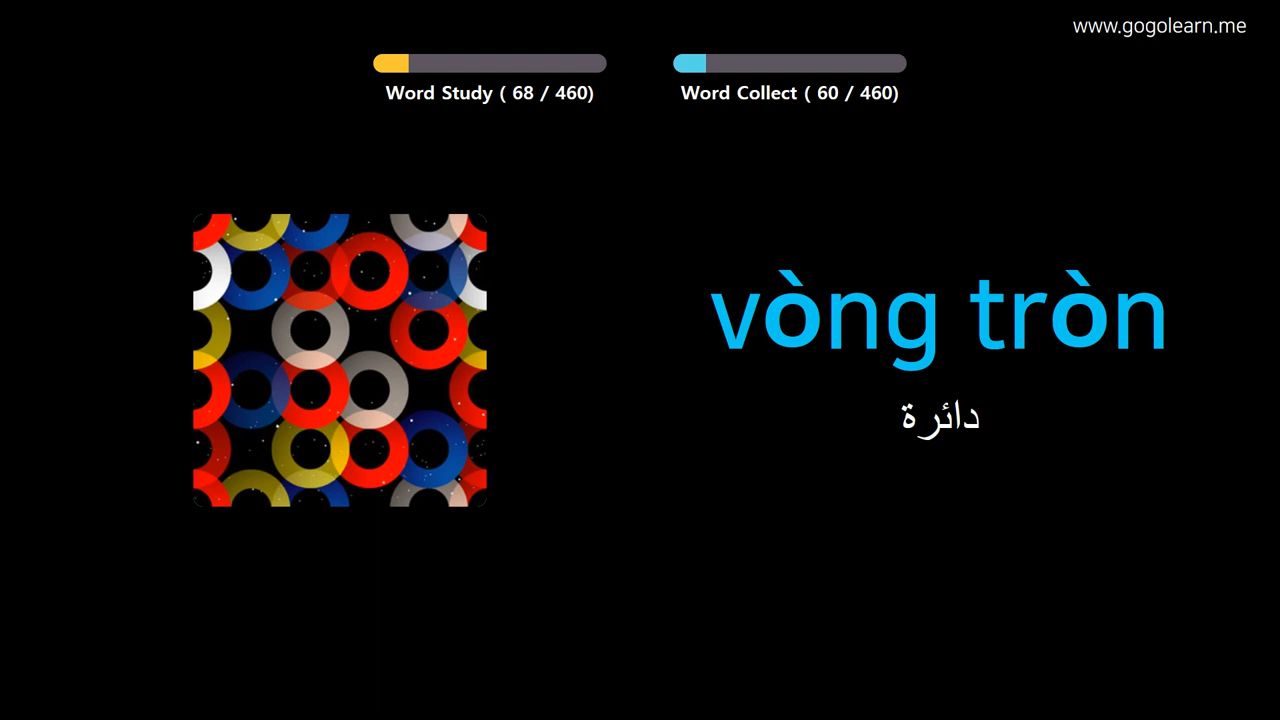 www.gogolearn.me
Word Study ( 68 / 460)
Word Collect ( 60 / 460)
vòng tròn
دائرة